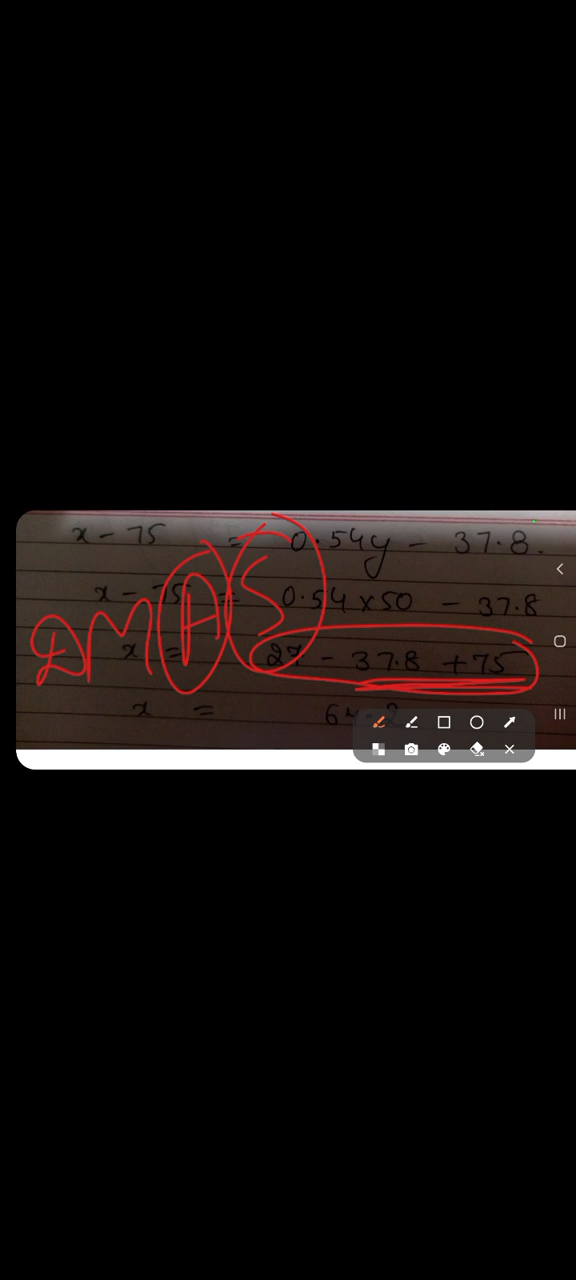 x - 75 = 0.54y - 37.8.
x - 75 = 0.54 x 50 - 37.8
DMAS
x = 27 - 37.8 + 75
x =